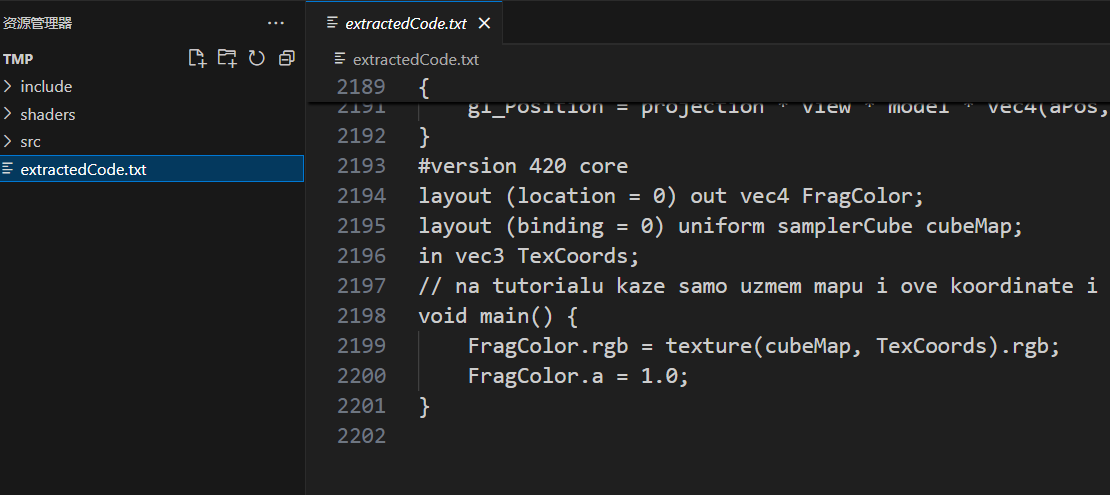 资源管理器
···
TMP
include
shaders
src
extractedCode.txt
extractedCode.txt
extractedCode.txt
2189 {
2191 gl_Position = projection * view * model * vec4(aPos,
2192 }
2193 #version 420 core
2194 layout (location = 0) out vec4 FragColor;
2195 layout (binding = 0) uniform samplerCube cubeMap;
2196 in vec3 TexCoords;
2197 // na tutorialu kaze samo uzmem mapu i ove koordinate i
2198 void main() {
2199 FragColor.rgb = texture(cubeMap, TexCoords).rgb;
2200 FragColor.a = 1.0;
2201 }
2202